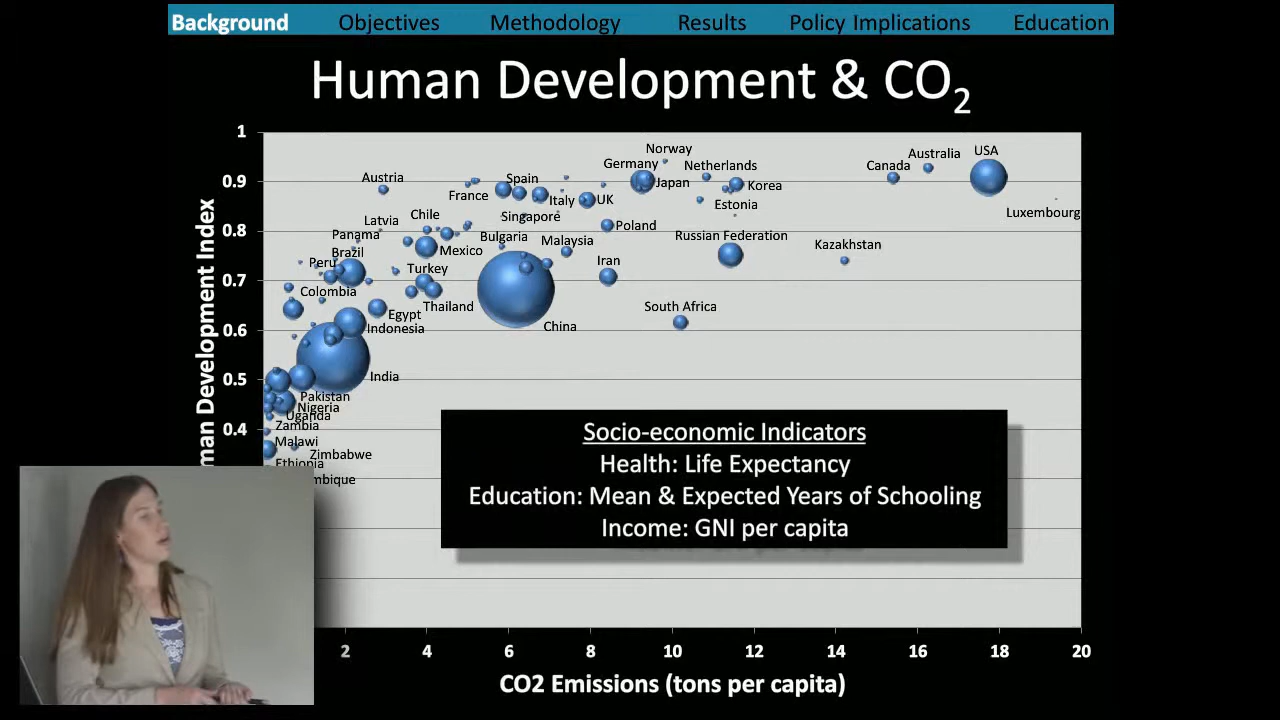 Background Objectives Methodology Results Policy Implications Education
Human Development & CO2
1
0.9
0.8
0.7
0.6
0.5
0.4
man Development Index
Norway
Germany
Netherlands
Japan
Korea
Estonia
Canada
Australia
USA
Luxembourg
Austria
France
Spain
Italy
UK
Singapore
Latvia
Chile
Panama
Brazil
Mexico
Bulgaria
Malaysia
Poland
Russian Federation
Kazakhstan
Peru
Turkey
Iran
Colombia
Thailand
Egypt
Indonesia
China
South Africa
India
Pakistan
Nigeria
Uganda
Zambia
Malawi
Zimbabwe
Ethiopia
mbique
Socio-economic Indicators
Health: Life Expectancy
Education: Mean & Expected Years of Schooling
Income: GNI per capita
2 4 6 8 10 12 14 16 18 20
CO2 Emissions (tons per capita)